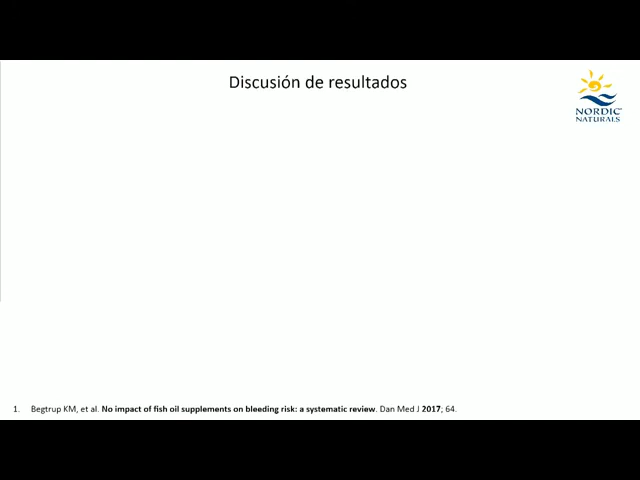 Discusión de resultados
NORDIC
NATURALS
1. Begtrup KM, et al. No impact of fish oil supplements on bleeding risk: a systematic review. Dan Med J 2017; 64.